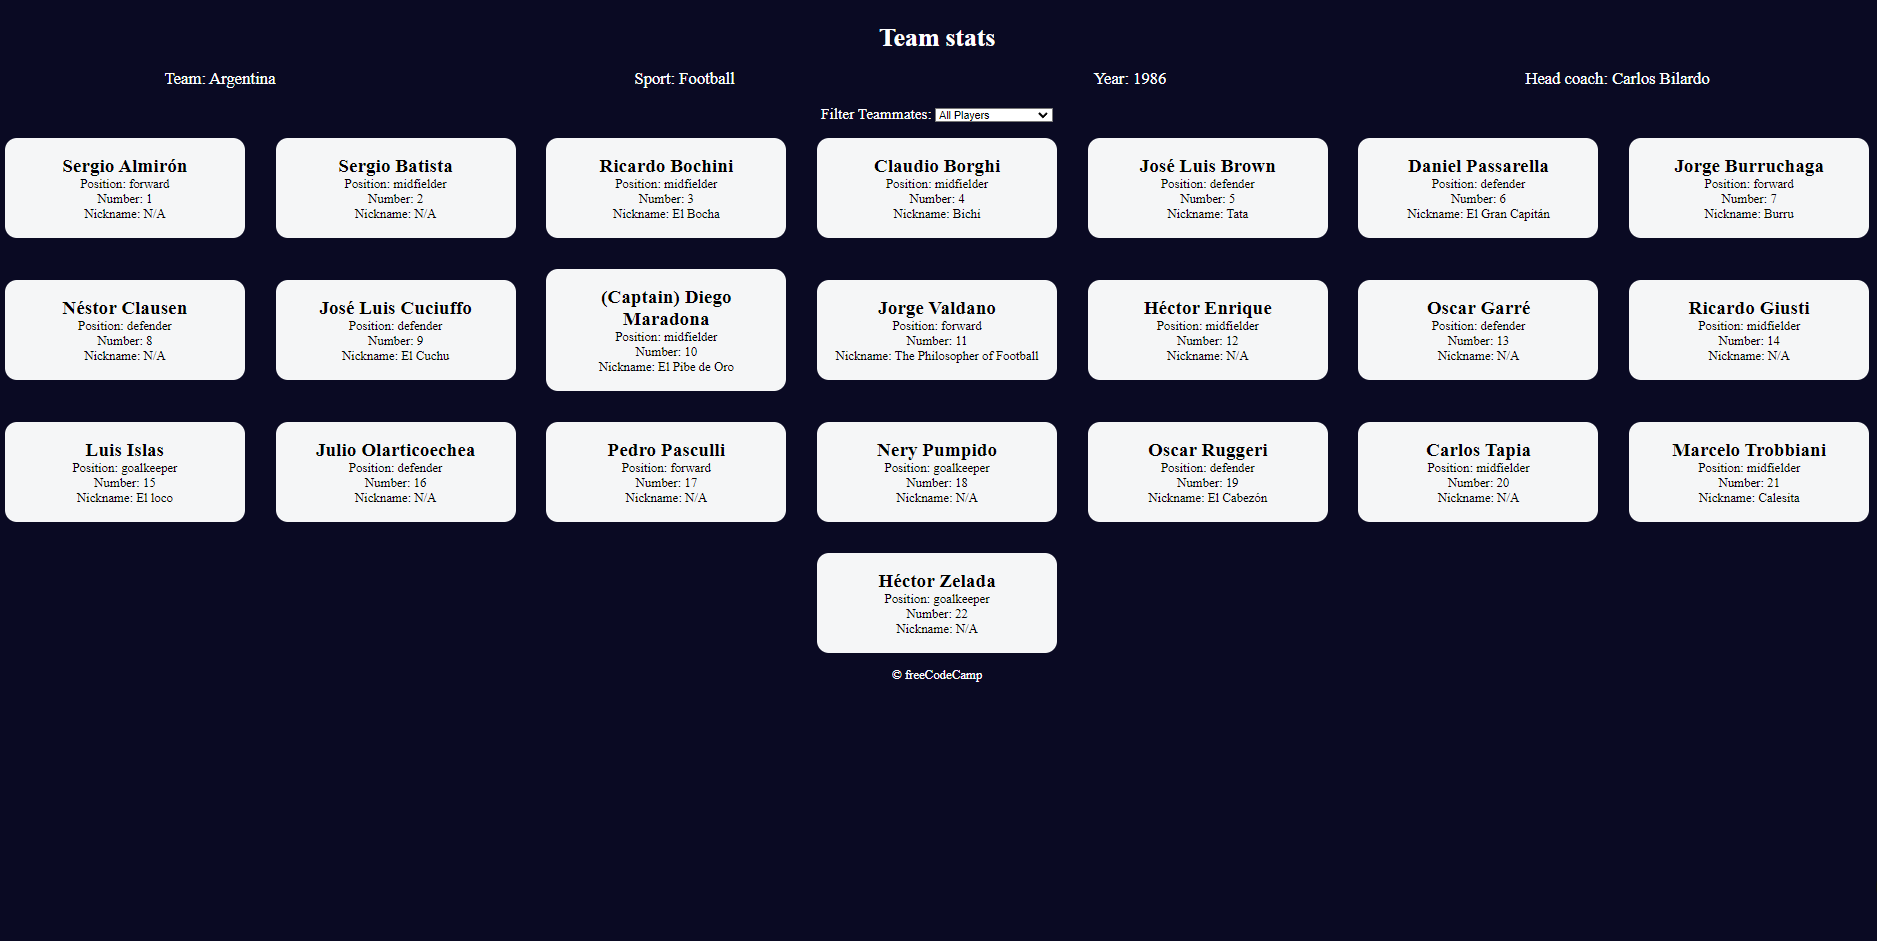 Team stats
Team: Argentina
Sport: Football
Year: 1986
Head coach: Carlos Bilardo
Filter Teammates: All Players
Sergio Almirón
Position: forward
Number: 1
Nickname: N/A
Sergio Batista
Position: midfielder
Number: 2
Nickname: N/A
Ricardo Bochini
Position: midfielder
Number: 3
Nickname: El Bocha
Claudio Borghi
Position: midfielder
Number: 4
Nickname: Bichi
José Luis Brown
Position: defender
Number: 5
Nickname: Tata
Daniel Passarella
Position: defender
Number: 6
Nickname: El Gran Capitán
Jorge Burruchaga
Position: forward
Number: 7
Nickname: Burru
Néstor Clausen
Position: defender
Number: 8
Nickname: N/A
José Luis Cuciuffo
Position: defender
Number: 9
Nickname: El Cuchu
(Captain) Diego
Maradona
Position: midfielder
Number: 10
Nickname: El Pibe de Oro
Jorge Valdano
Position: forward
Number: 11
Nickname: The Philosopher of Football
Héctor Enrique
Position: midfielder
Number: 12
Nickname: N/A
Oscar Garré
Position: defender
Number: 13
Nickname: N/A
Ricardo Giusti
Position: midfielder
Number: 14
Nickname: N/A
Luis Islas
Position: goalkeeper
Number: 15
Nickname: El loco
Julio Olarticoechea
Position: defender
Number: 16
Nickname: N/A
Pedro Pasculli
Position: forward
Number: 17
Nickname: N/A
Nery Pumpido
Position: goalkeeper
Number: 18
Nickname: N/A
Oscar Ruggeri
Position: defender
Number: 19
Nickname: El Cabezón
Carlos Tapia
Position: midfielder
Number: 20
Nickname: N/A
Marcelo Trobbiani
Position: midfielder
Number: 21
Nickname: Calesita
Héctor Zelada
Position: goalkeeper
Number: 22
Nickname: N/A
© freeCodeCamp